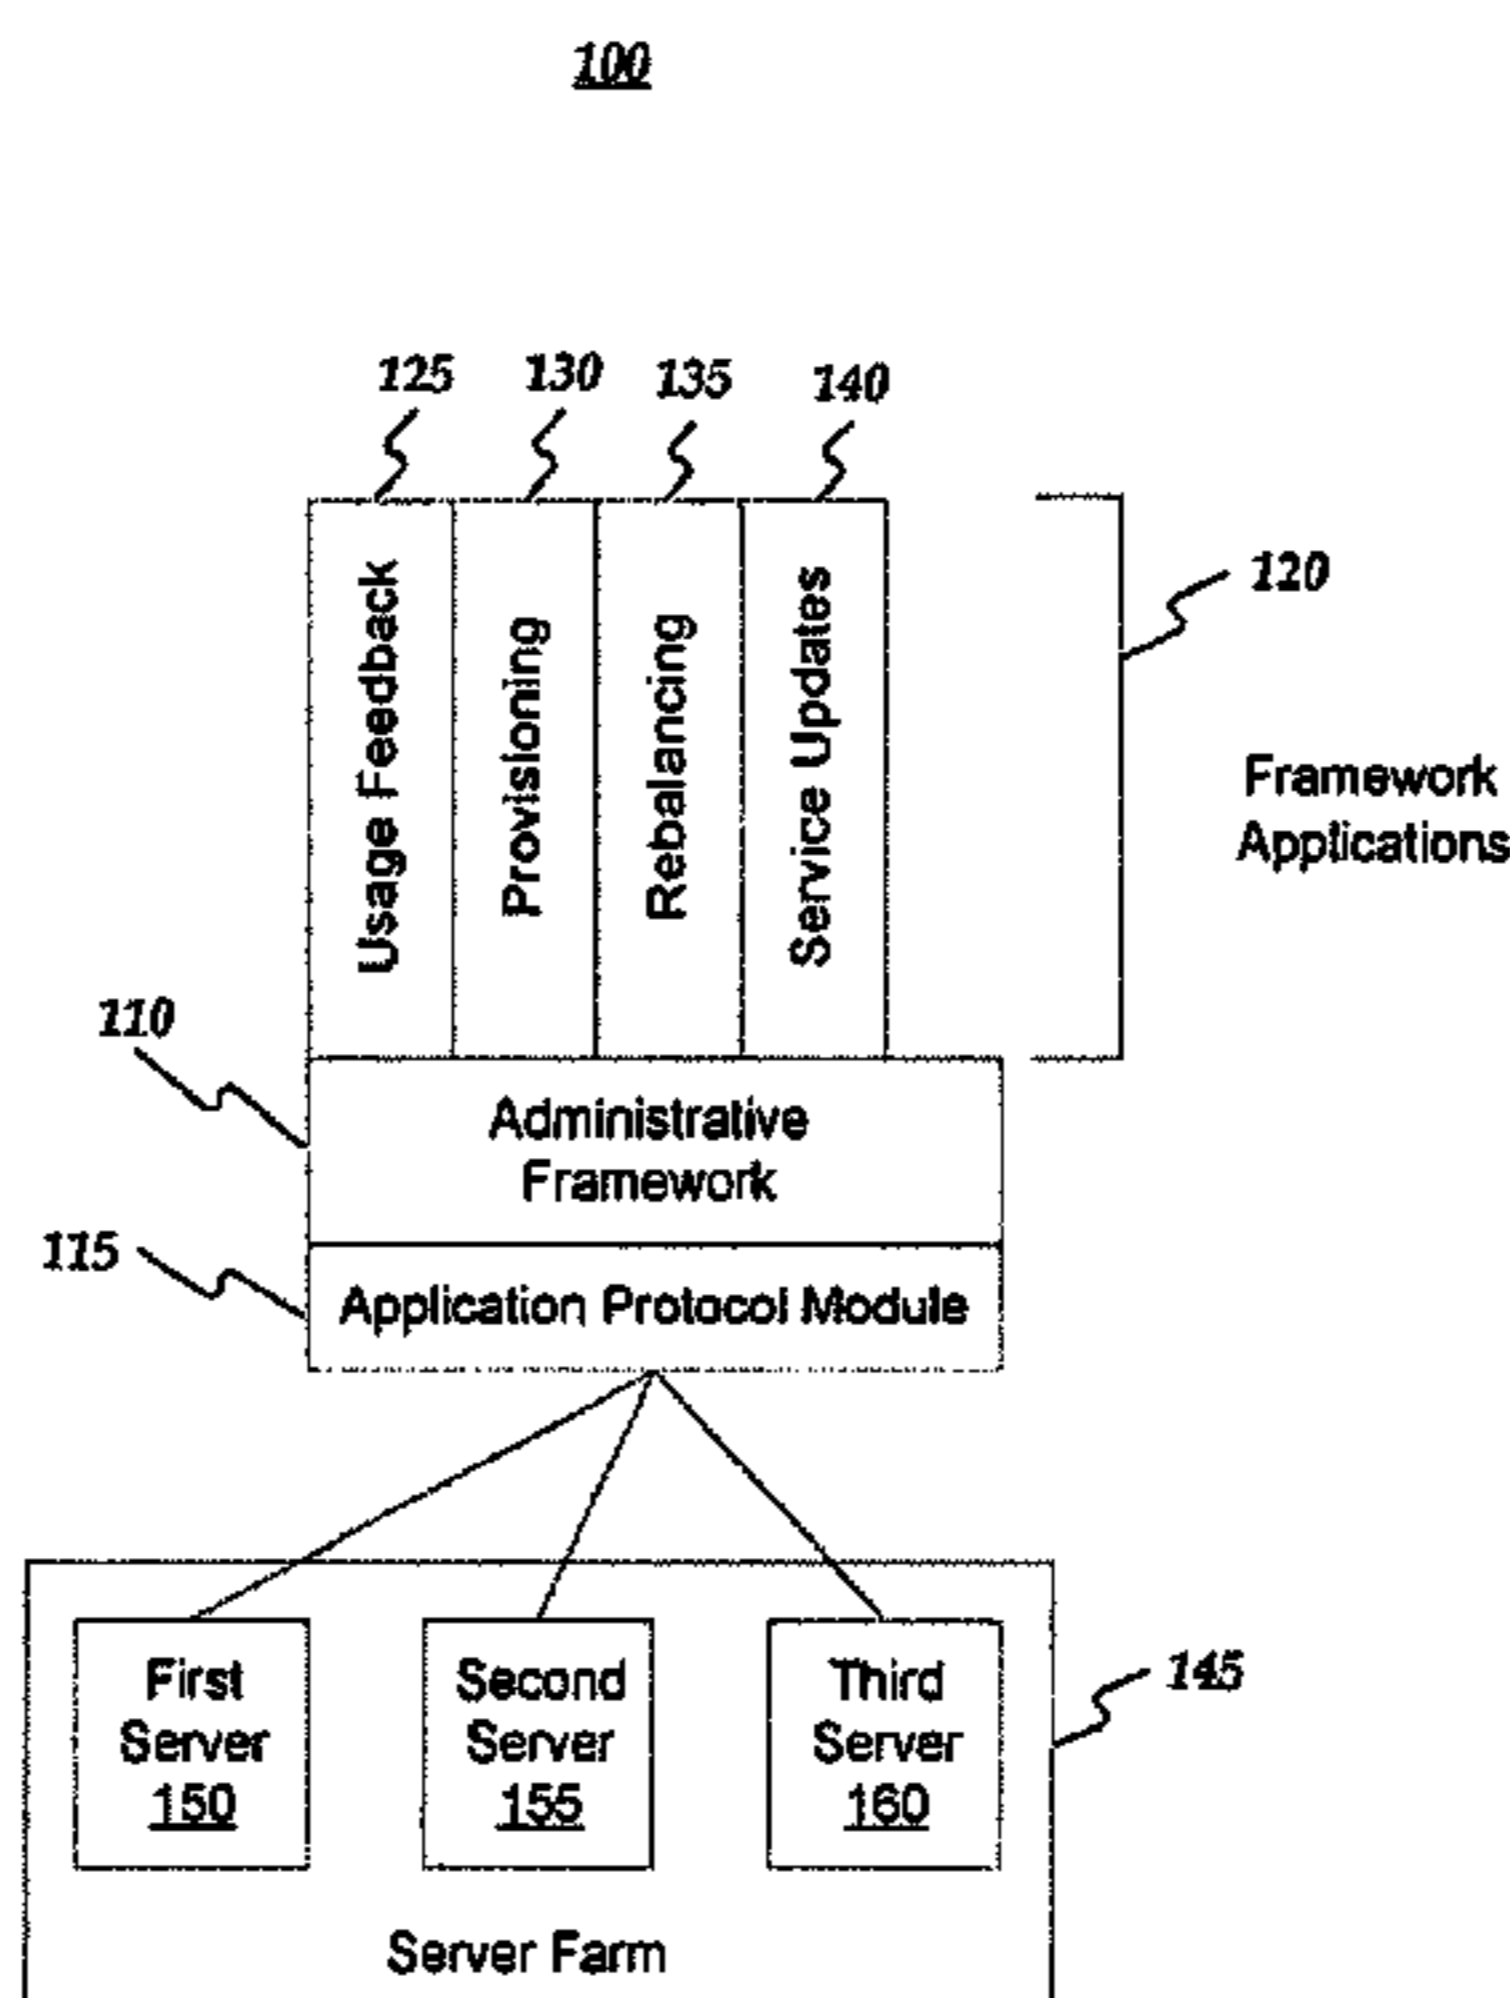 100
125
130
135
140
120
Usage Feedback
Provisioning
Rebalancing
Service Updates
Framework
Applications
110
Administrative
Framework
115
Application Protocol Module
First
Server
150
Second
Server
155
Third
Server
160
145
Server Farm